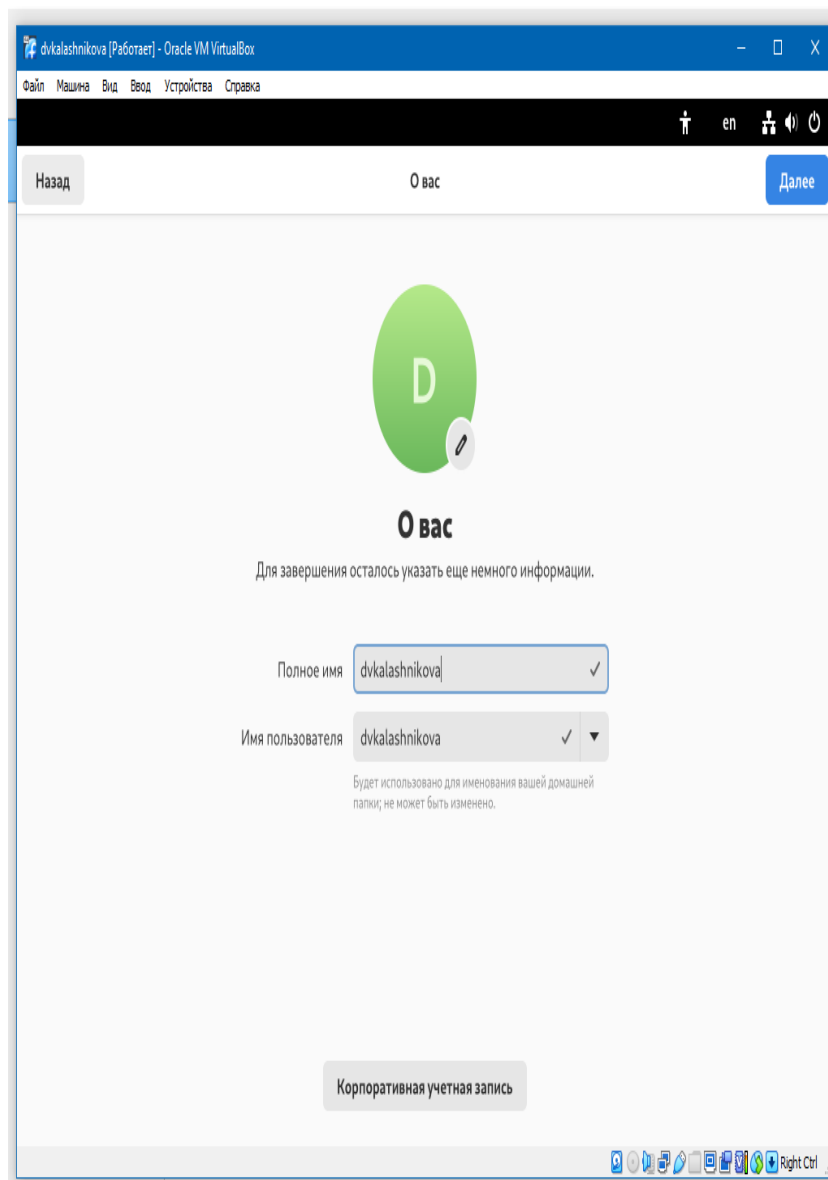 dvkalashnikova [Работает] - Oracle VM VirtualBox
Файл Машина Вид Ввод Устройства Справка
en
Назад О вас Далее
D
О вас
Для завершения осталось указать еще немного информации.
Полное имя dvkalashnikova
Имя пользователя dvkalashnikova
Будет использовано для именования вашей домашней
папки; не может быть изменено.
Корпоративная учетная запись
Right Ctrl